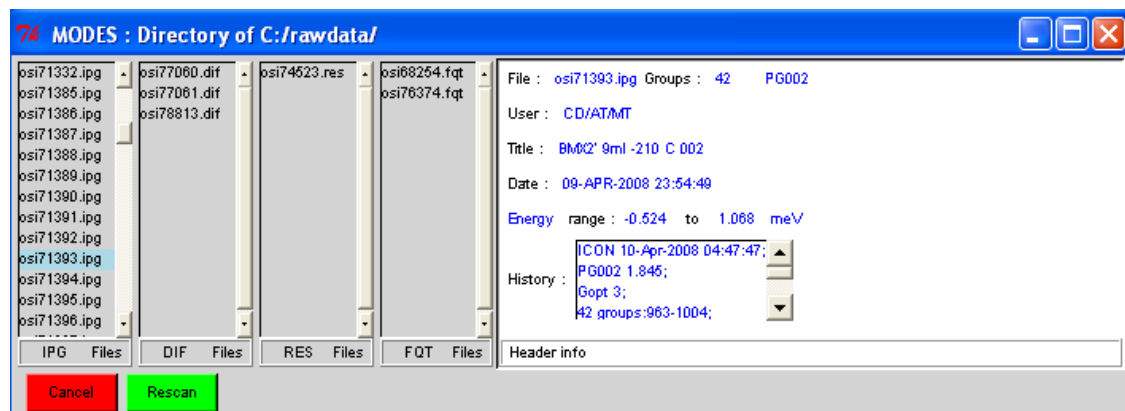 MODES : Directory of C:/rawdata/
osi71332.ipg
osi71385.ipg
osi71386.ipg
osi71387.ipg
osi71388.ipg
osi71389.ipg
osi71390.ipg
osi71391.ipg
osi71392.ipg
osi71393.ipg
osi71394.ipg
osi71395.ipg
osi71396.ipg
IPG Files
osi77060.dif
osi77061.dif
osi78813.dif
DIF Files
osi74523.res
RES Files
osi68254.fqt
osi76374.fqt
FQT Files
File : osi71393.ipg Groups : 42 PG002
User : CD/AT/MT
Title : BMX2' 9ml -210 C 002
Date : 09-APR-2008 23:54:49
Energy range : -0.524 to 1.068 meV
History :
ICON 10-Apr-2008 04:47:47;
PG002 1.845;
Gopt 3;
42 groups:963-1004;
Header info
Cancel
Rescan